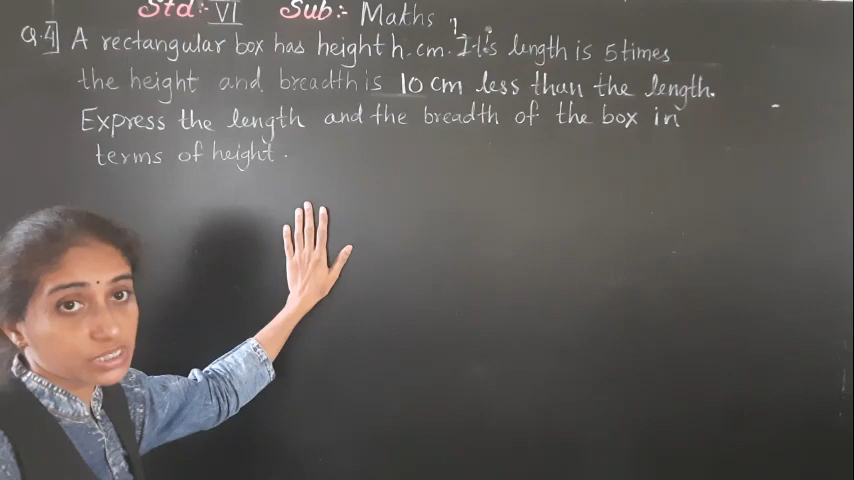 Std:- VI Sub:- Maths
Q.4] A rectangular box has height h.cm. Its length is 5 times
the height and breadth is 10 cm less than the length.
Express the length and the breadth of the box in
terms of height.